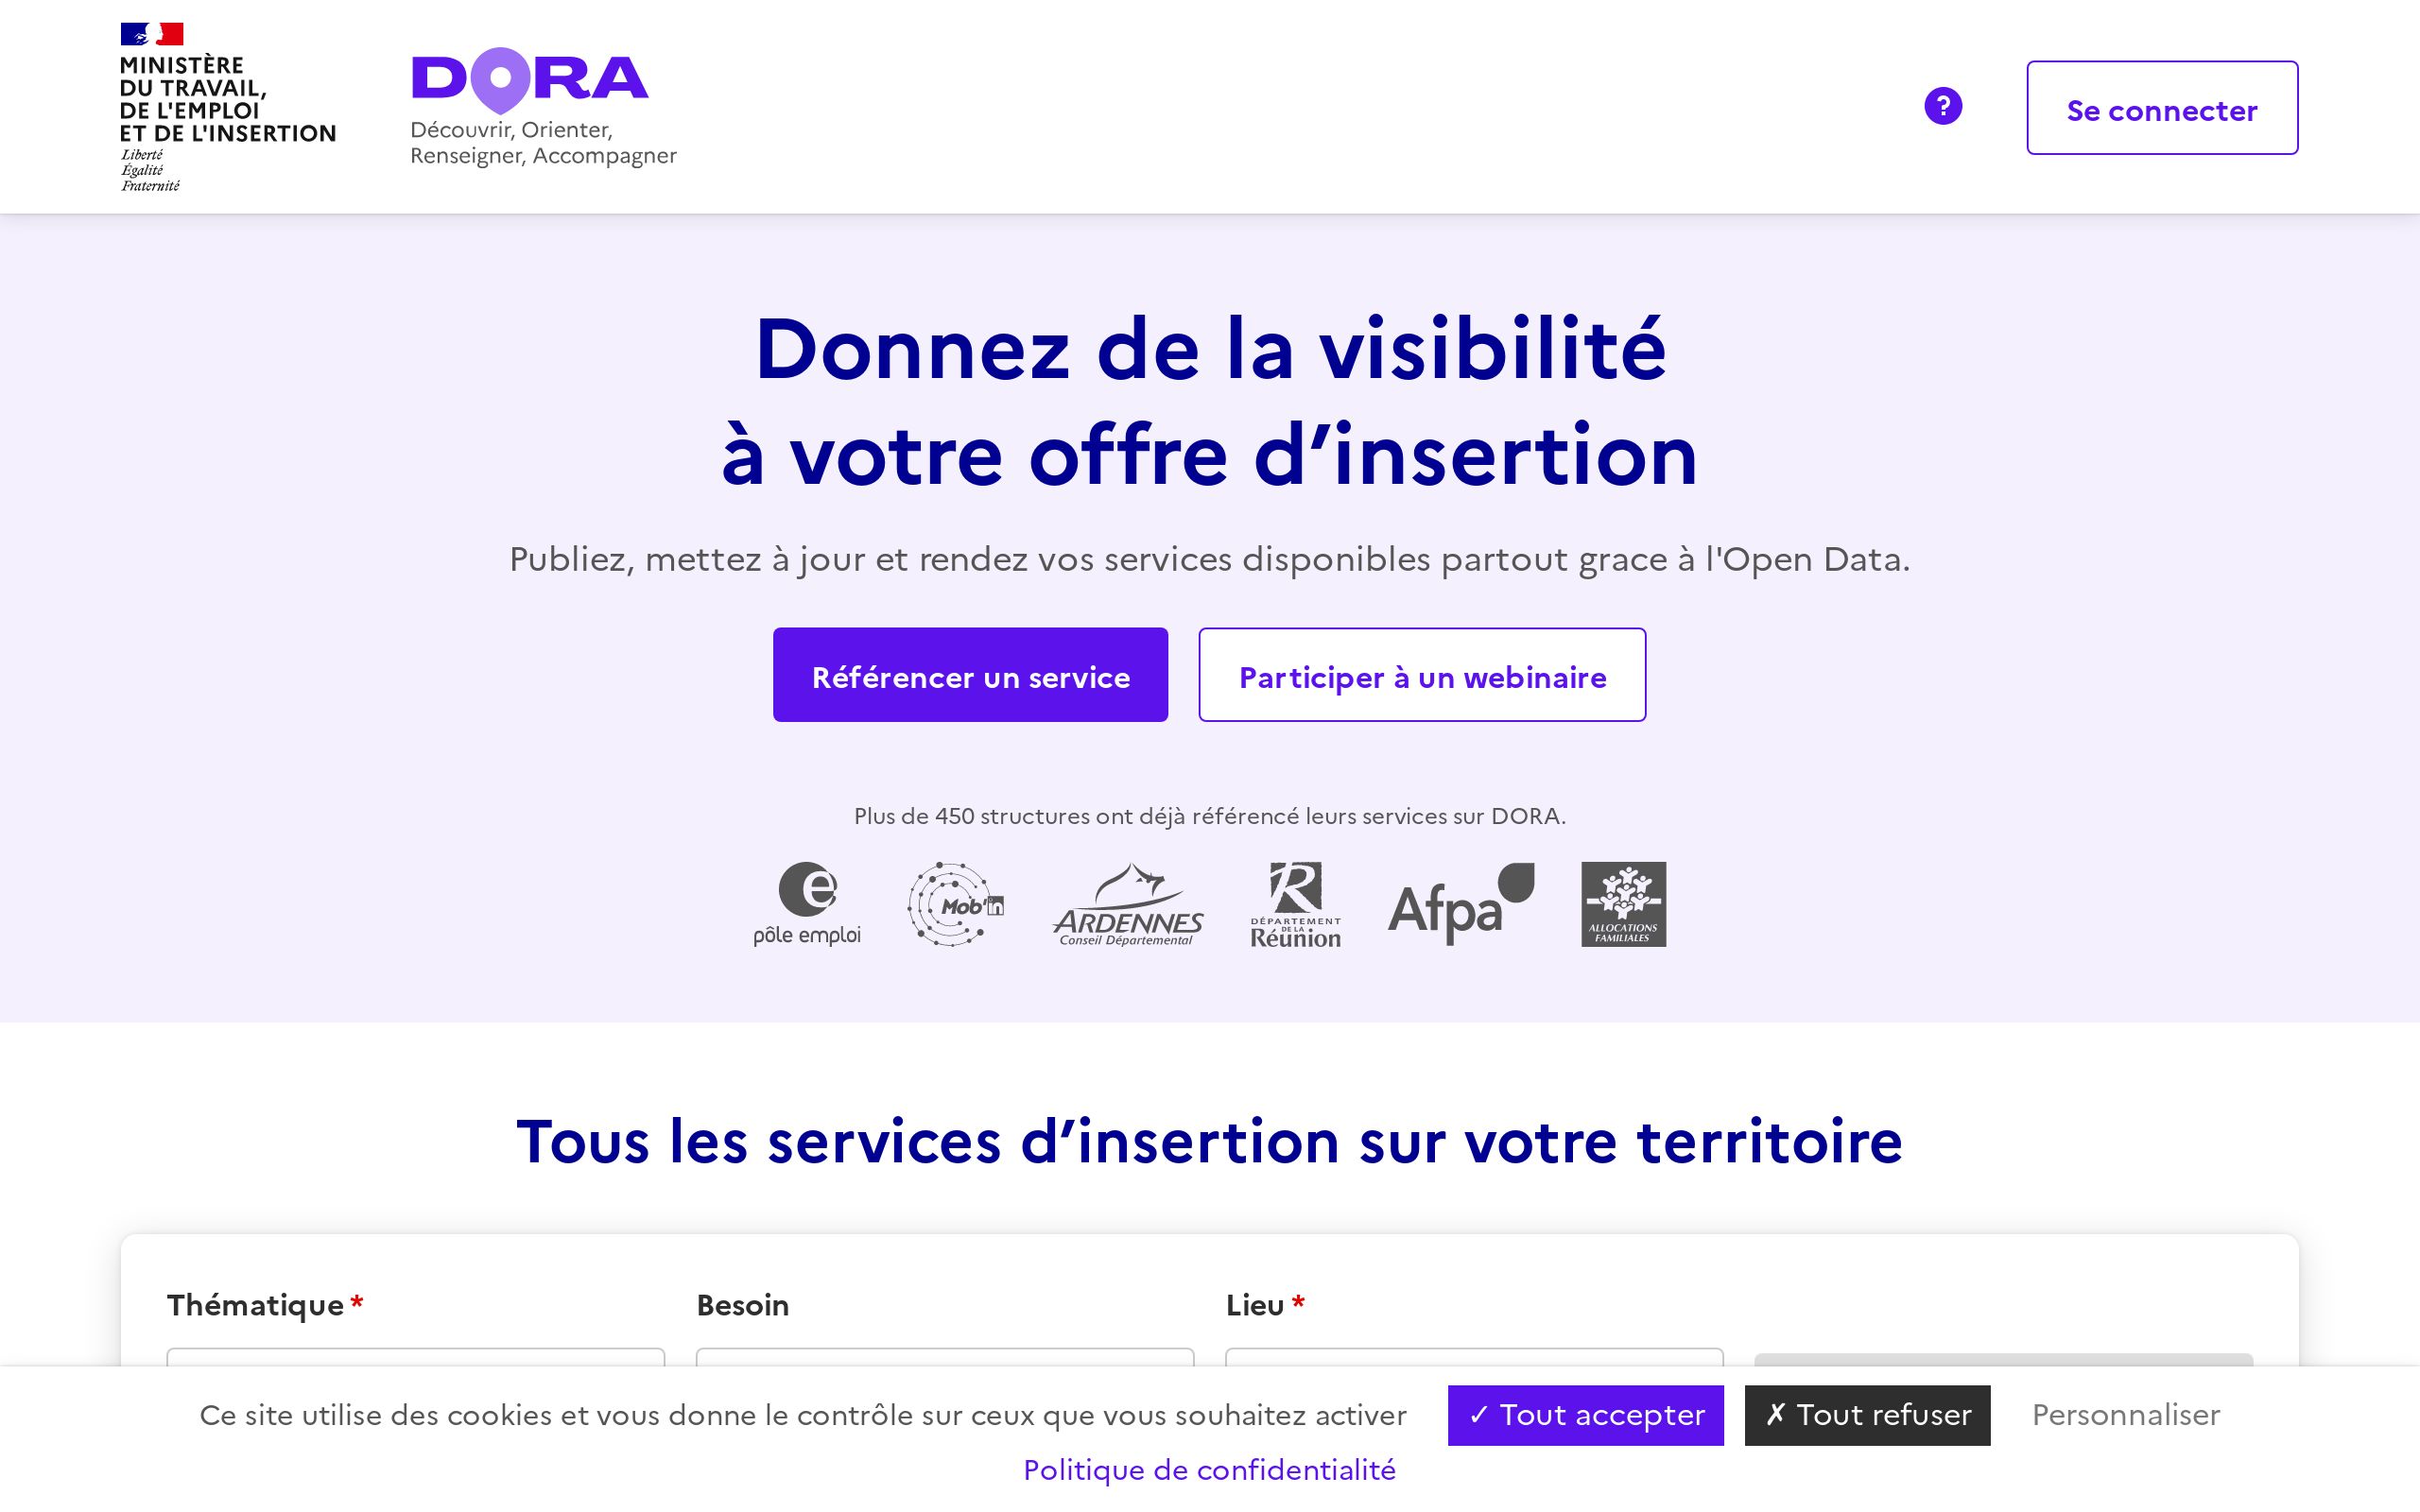 MINISTÈRE
DU TRAVAIL,
DE L'EMPLOI
ET DE L'INSERTION
Liberté
Égalité
Fraternité
DORA
Découvrir, Orienter,
Renseigner, Accompagner
?
Se connecter
Donnez de la visibilité
à votre offre d’insertion
Publiez, mettez à jour et rendez vos services disponibles partout grace à l'Open Data.
Référencer un service
Participer à un webinaire
Plus de 450 structures ont déjà référencé leurs services sur DORA.
e
pôle emploi
Mob'in
ARDENNES
Conseil Départemental
R
DÉPARTEMENT
DE LA
Réunion
Afpa
ALLOCATIONS
FAMILIALES
Tous les services d’insertion sur votre territoire
Thématique *
Besoin
Lieu *
Ce site utilise des cookies et vous donne le contrôle sur ceux que vous souhaitez activer
✓ Tout accepter
✗ Tout refuser
Personnaliser
Politique de confidentialité